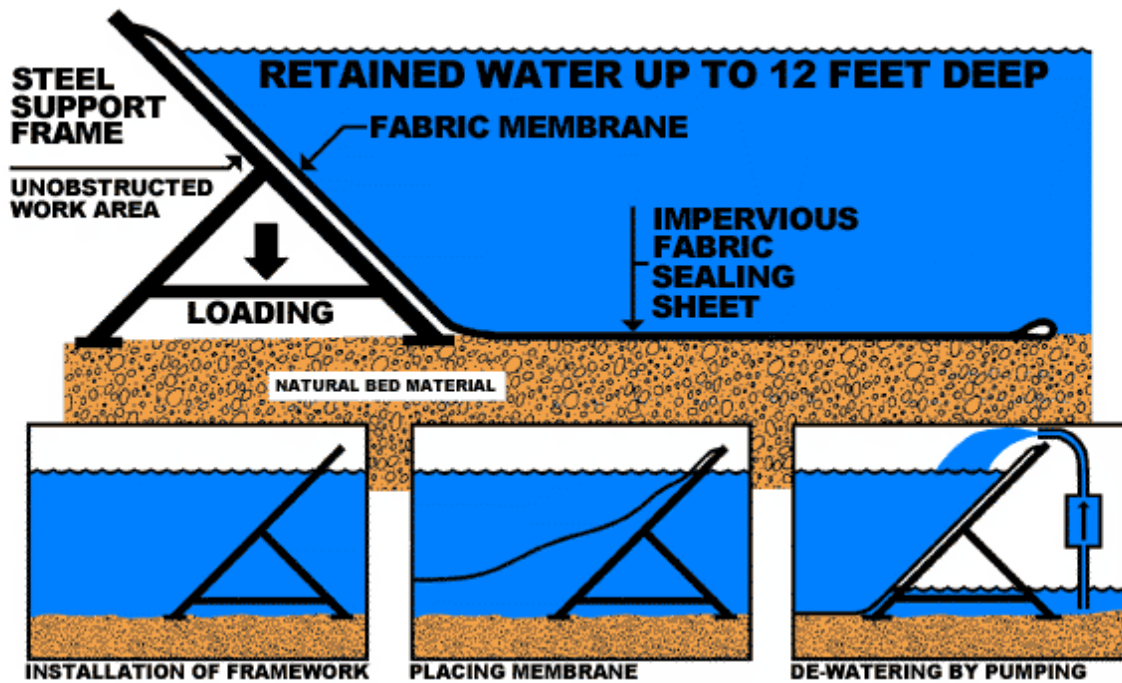 RETAINED WATER UP TO 12 FEET DEEP
STEEL
SUPPORT
FRAME
FABRIC MEMBRANE
UNOBSTRUCTED
WORK AREA
IMPERVIOUS
FABRIC
SEALING
SHEET
LOADING
NATURAL BED MATERIAL
INSTALLATION OF FRAMEWORK
PLACING MEMBRANE
DE-WATERING BY PUMPING